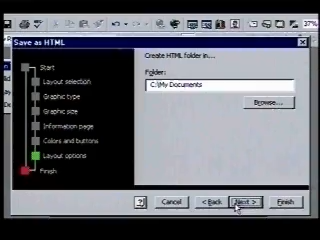 37%
Save as HTML
Start
Layout selection
Graphic type
Graphic size
Information page
Colors and buttons
Layout options
Finish
Create HTML folder in...
Folder:
C:\My Documents
Browse...
Cancel
< Back
Next >
Finish